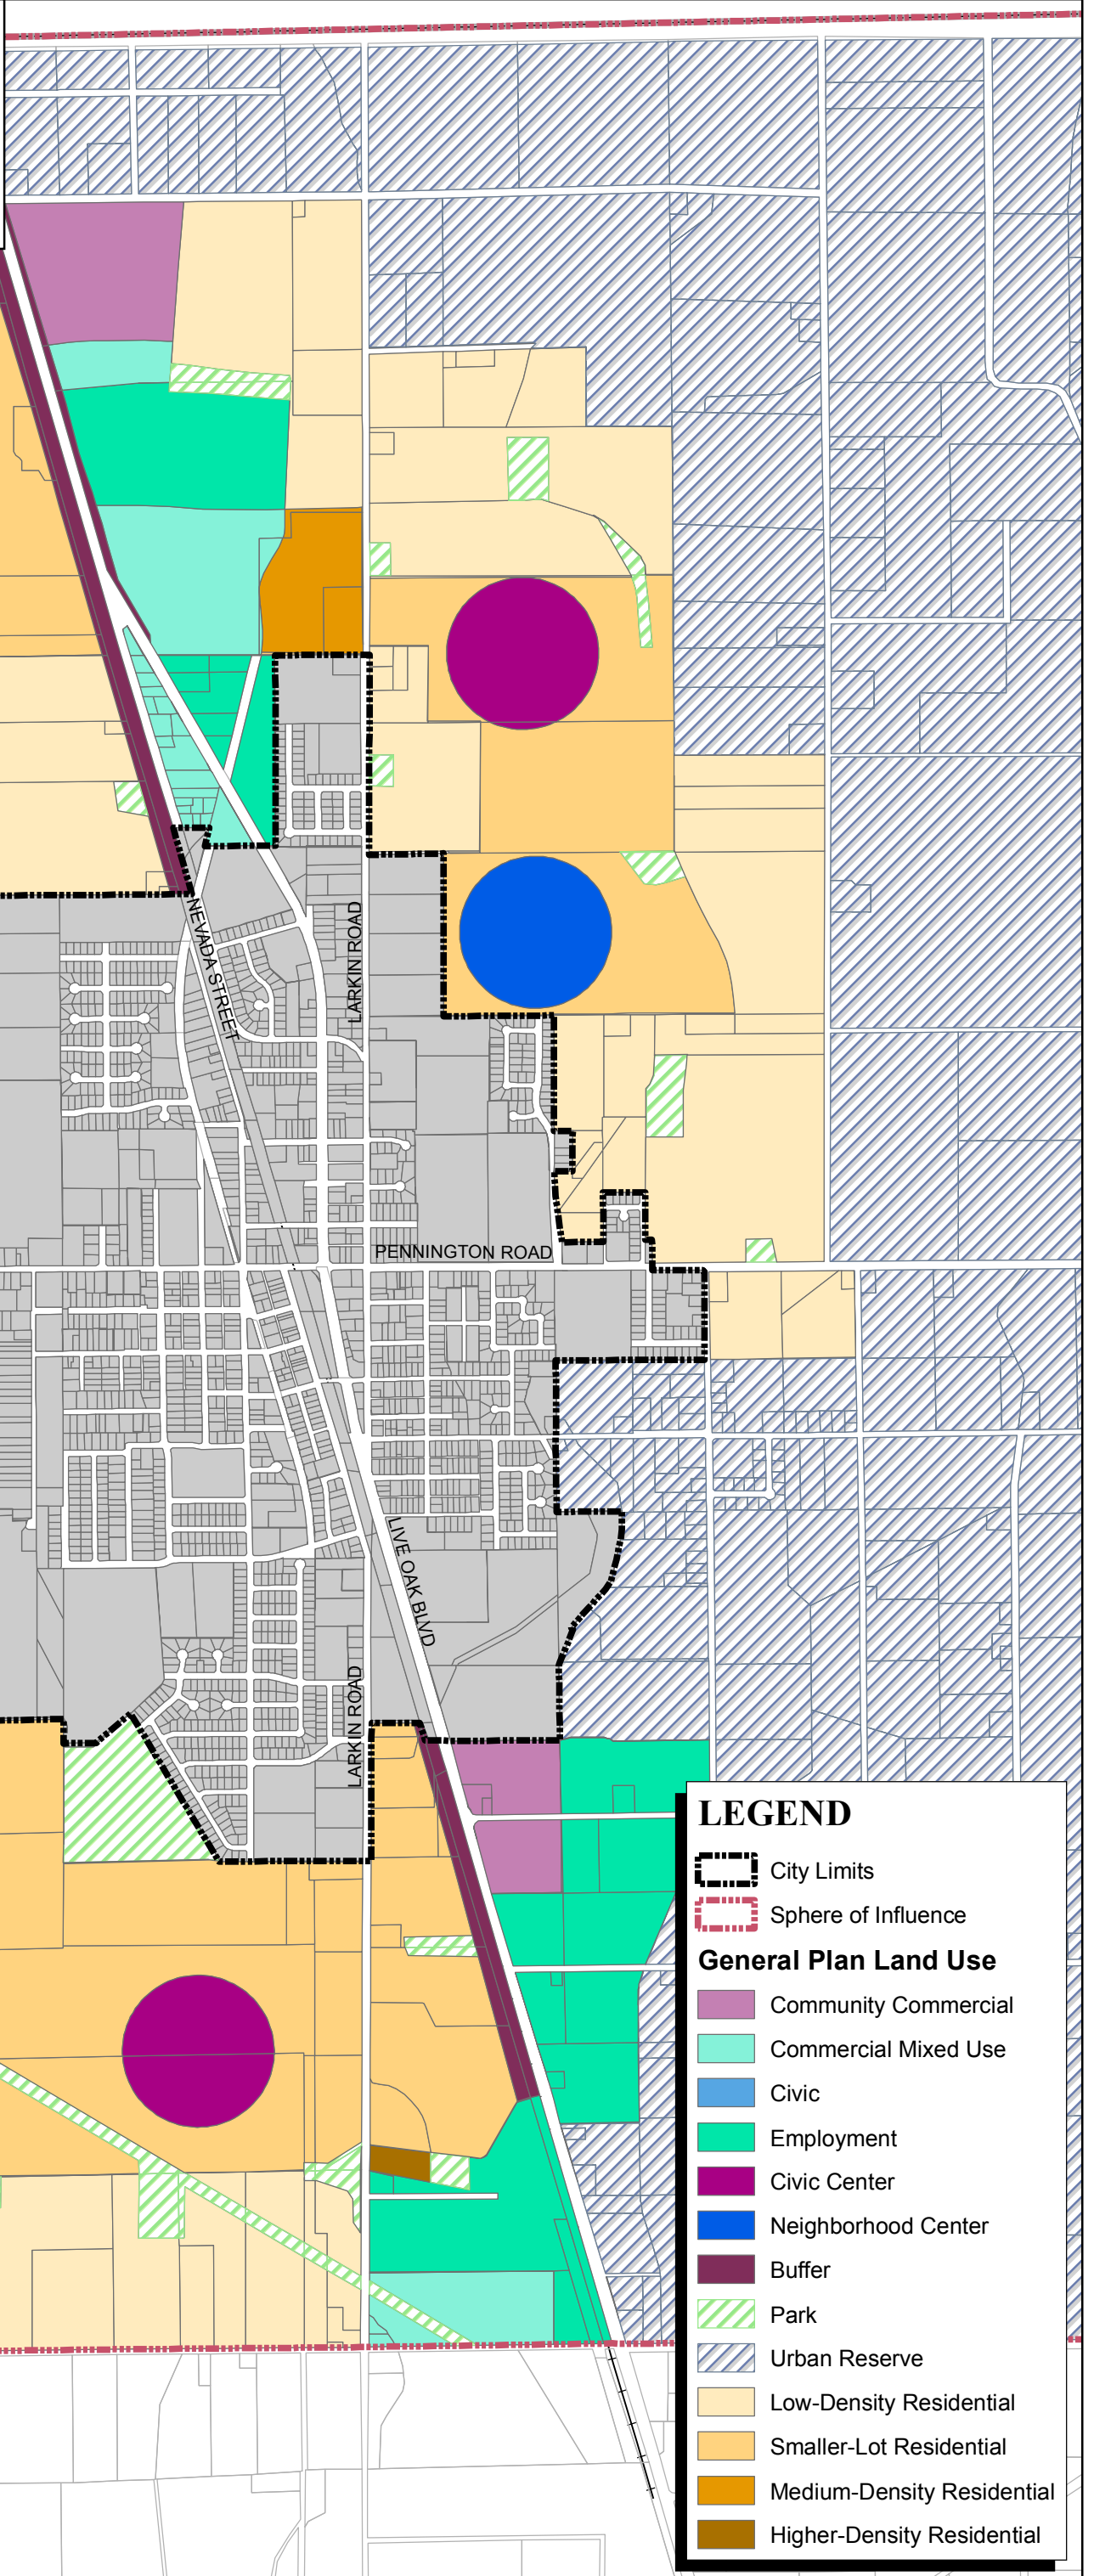 NEVADA STREET
LARKIN ROAD
PENNINGTON ROAD
LIVE OAK BLVD
LARKIN ROAD
LEGEND
City Limits
Sphere of Influence
General Plan Land Use
Community Commercial
Commercial Mixed Use
Civic
Employment
Civic Center
Neighborhood Center
Buffer
Park
Urban Reserve
Low-Density Residential
Smaller-Lot Residential
Medium-Density Residential
Higher-Density Residential